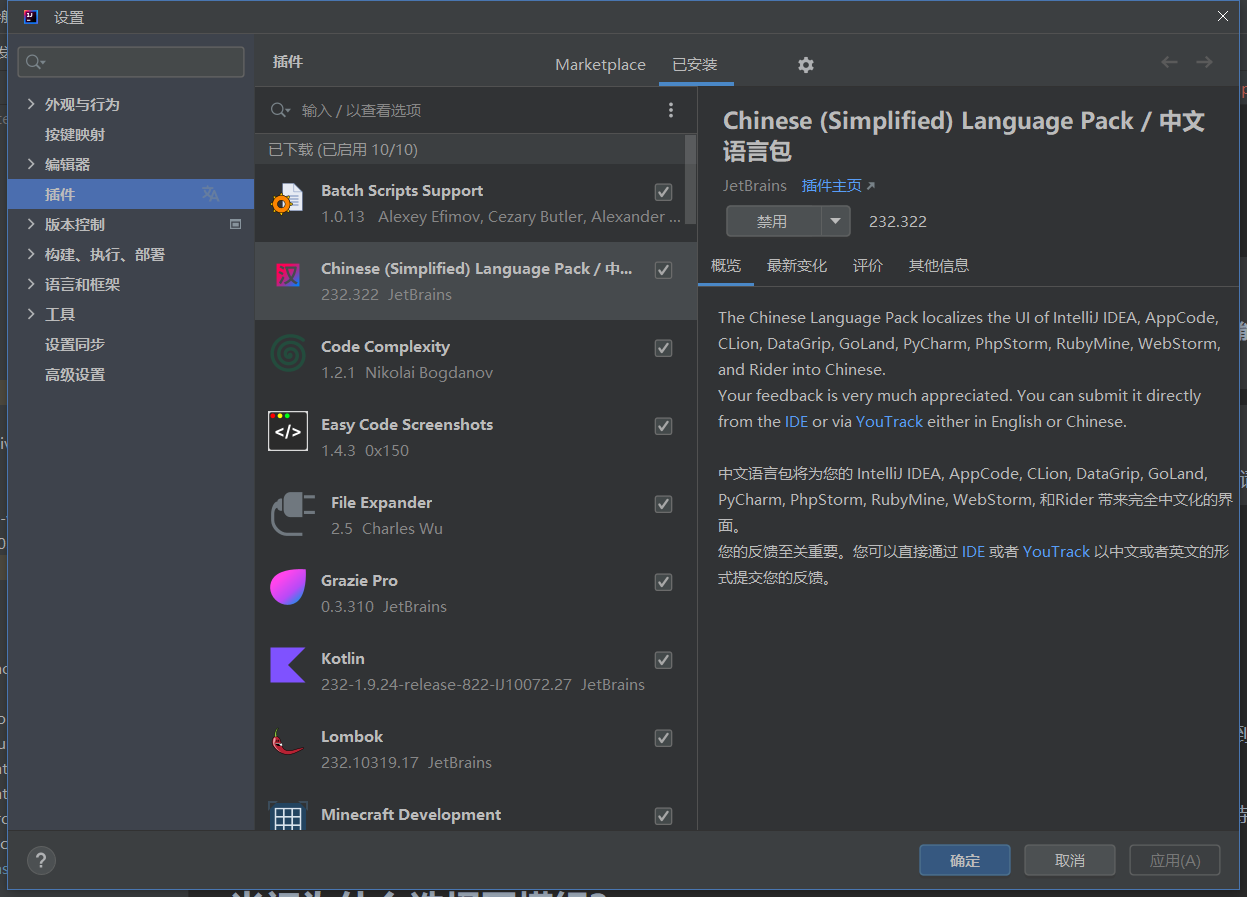 设置
插件
Marketplace
已安装
外观与行为
按键映射
编辑器
插件
版本控制
构建、执行、部署
语言和框架
工具
设置同步
高级设置
输入 / 以查看选项
已下载 (已启用 10/10)
Batch Scripts Support
1.0.13 Alexey Efimov, Cezary Butler, Alexander ...
Chinese (Simplified) Language Pack / 中...
232.322 JetBrains
Code Complexity
1.2.1 Nikolai Bogdanov
Easy Code Screenshots
1.4.3 0x150
File Expander
2.5 Charles Wu
Grazie Pro
0.3.310 JetBrains
Kotlin
232-1.9.24-release-822-IJ10072.27 JetBrains
Lombok
232.10319.17 JetBrains
Minecraft Development
Chinese (Simplified) Language Pack / 中文
语言包
JetBrains 插件主页
禁用 232.322
概览 最新变化 评价 其他信息
The Chinese Language Pack localizes the UI of IntelliJ IDEA, AppCode,
CLion, DataGrip, GoLand, PyCharm, PhpStorm, RubyMine, WebStorm,
and Rider into Chinese.
Your feedback is very much appreciated. You can submit it directly
from the IDE or via YouTrack either in English or Chinese.
中文语言包将为您的 IntelliJ IDEA, AppCode, CLion, DataGrip, GoLand,
PyCharm, PhpStorm, RubyMine, WebStorm, 和Rider 带来完全中文化的界
面。
您的反馈至关重要。您可以直接通过 IDE 或者 YouTrack 以中文或者英文的形
式提交您的反馈。
?
确定
取消
应用(A)